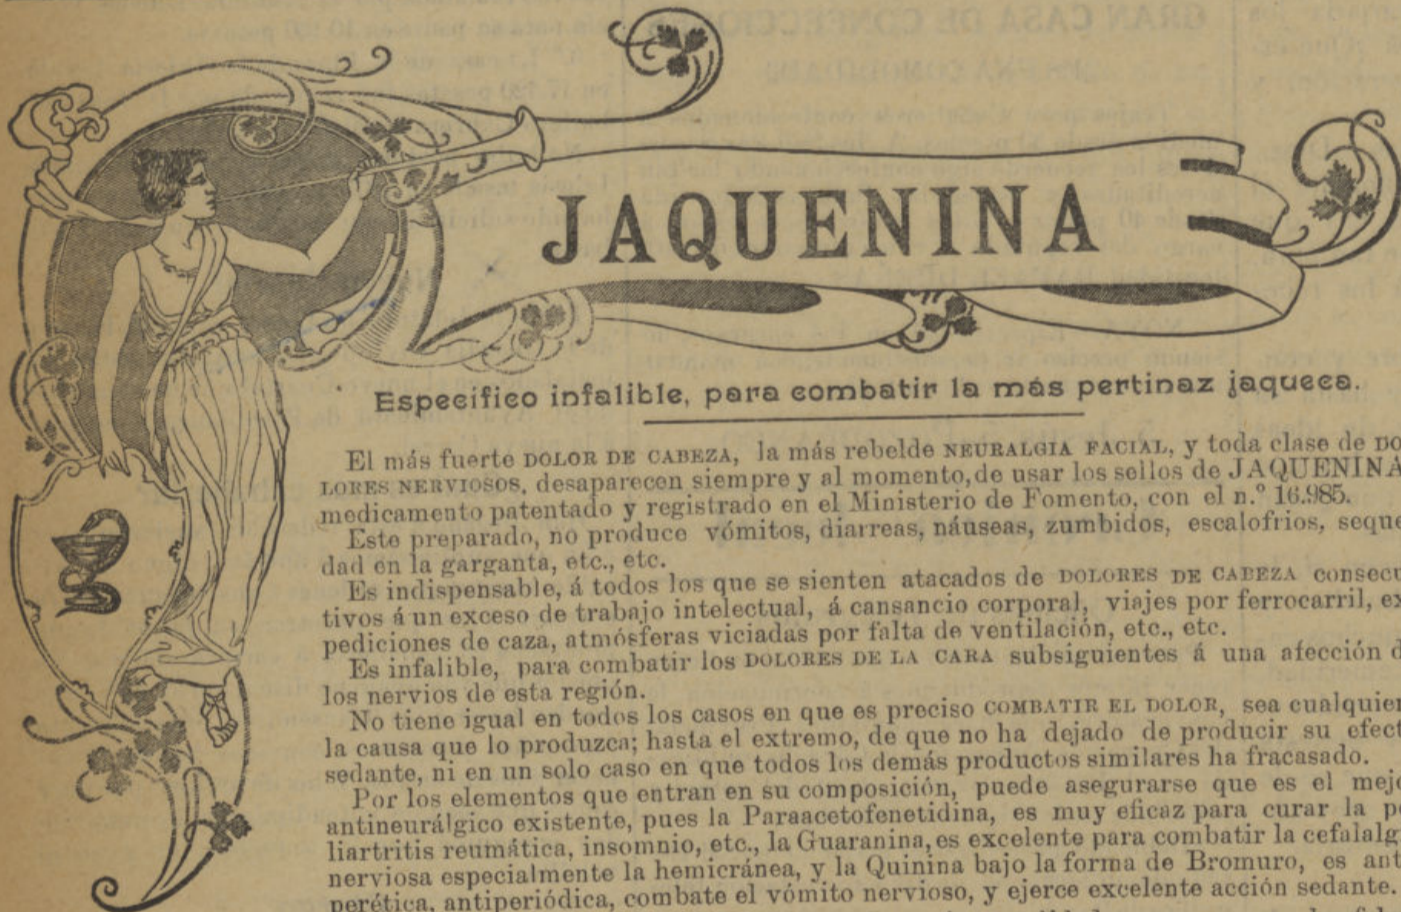 JAQUENINA
Específico infalible, para combatir la más pertinaz jaqueca.
El más fuerte DOLOR DE CABEZA, la más rebelde NEURALGIA FACIAL, y toda clase de DO-
LORES NERVIOSOS, desaparecen siempre y al momento, de usar los sellos de JAQUENINA
medicamento patentado y registrado en el Ministerio de Fomento, con el n.º 16.985.
Este preparado, no produce vómitos, diarreas, náuseas, zumbidos, escalofrios, seque
dad en la garganta, etc., etc.
Es indispensable, á todos los que se sienten atacados de DOLORES DE CABEZA consecu
tivos á un exceso de trabajo intelectual, á cansancio corporal, viajes por ferrocarril, ex
pediciones de caza, atmósferas viciadas por falta de ventilación, etc., etc.
Es infalible, para combatir los DOLORES DE LA CARA subsiguientes á una afección d
los nervios de esta región.
No tiene igual en todos los casos en que es preciso COMBATIR EL DOLOR, sea cualquier
la causa que lo produzca; hasta el extremo, de que no ha dejado de producir su efect
sedante, ni en un solo caso en que todos los demás productos similares ha fracasado.
Por los elementos que entran en su composición, puede asegurarse que es el mejo
antineurálgico existente, pues la Paraacetofenetidina, es muy eficaz para curar la po
liartritis reumática, insomnio, etc., la Guaranina, es excelente para combatir la cefalalgi
nerviosa especialmente la hemicránea, y la Quinina bajo la forma de Bromuro, es anti
perética, antiperiódica, combate el vómito nervioso, y ejerce excelente acción sedante.